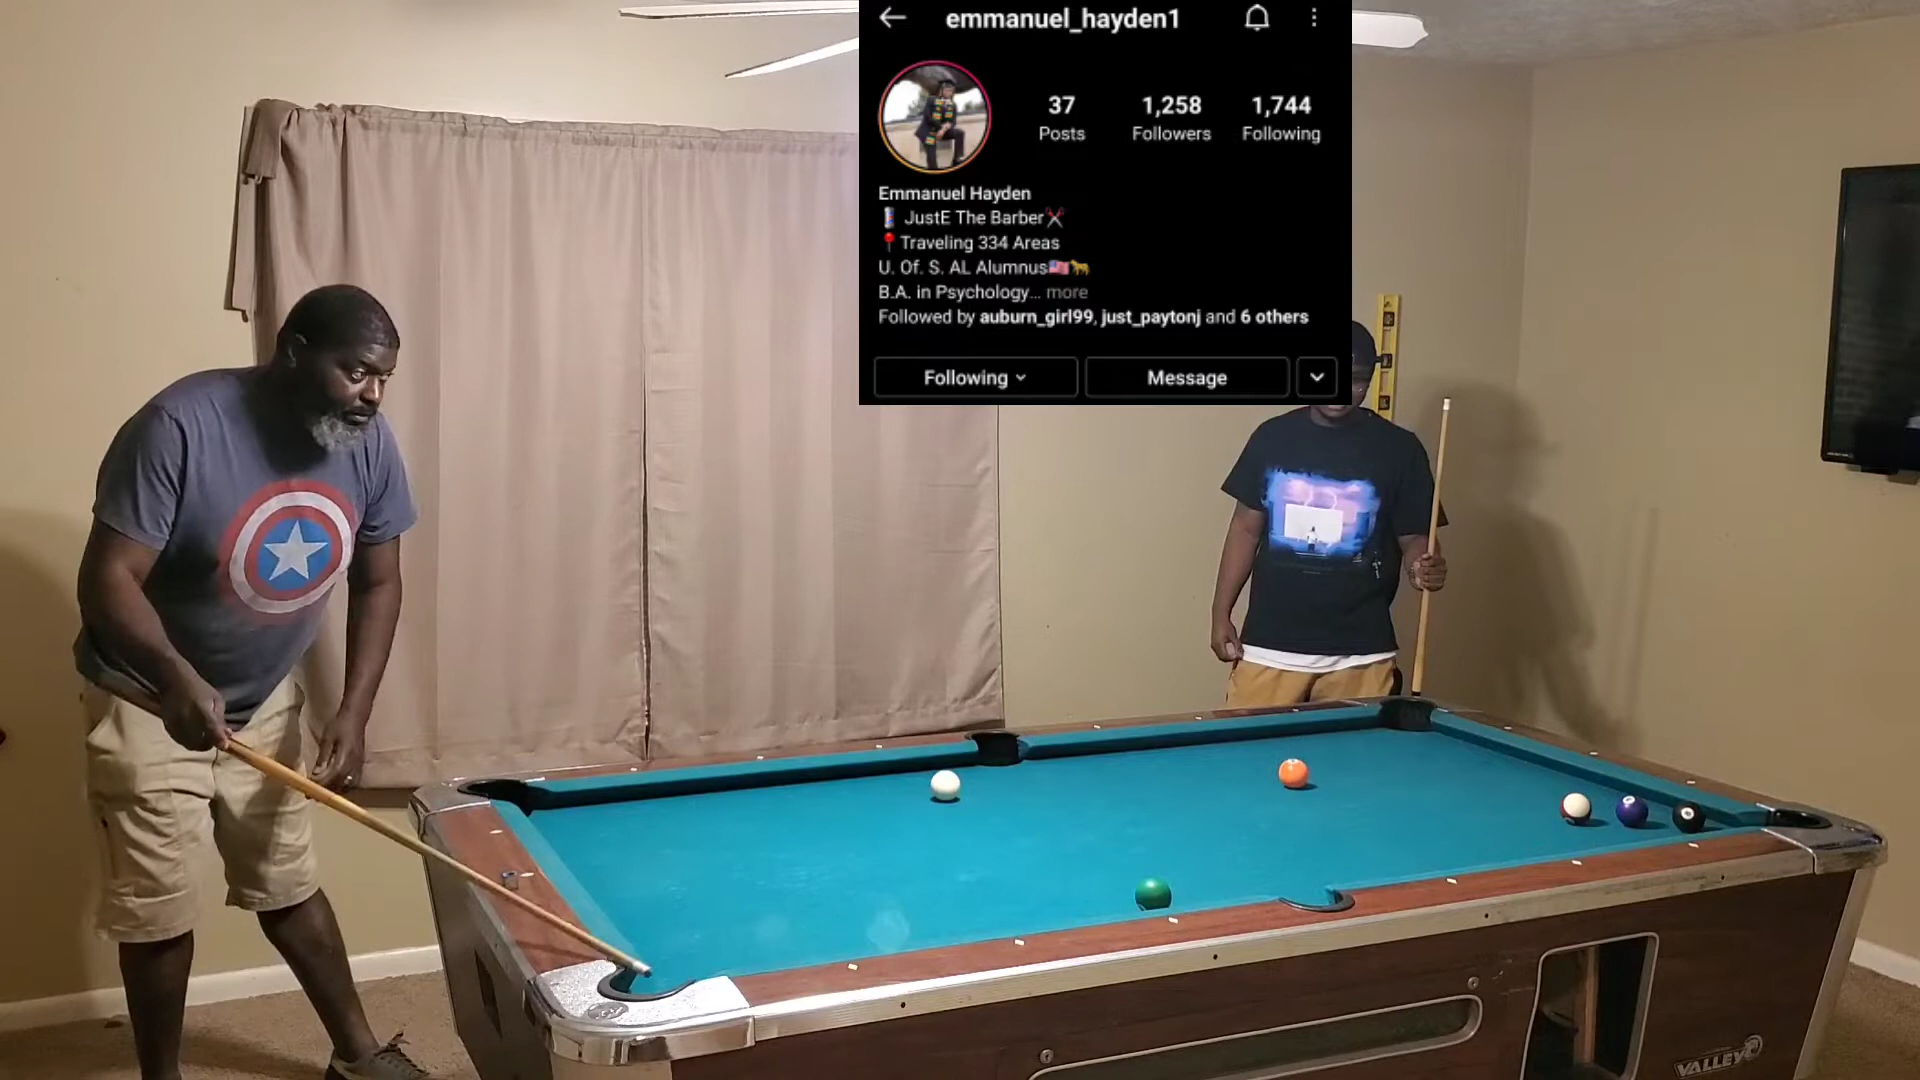 emmanuel_hayden1
37 1,258 1,744
Posts Followers Following
Emmanuel Hayden
💈 JustE The Barber✂️
📍Traveling 334 Areas
U. Of. S. AL Alumnus🇺🇸🐆
B.A. in Psychology... more
Followed by auburn_girl99, just_paytonj and 6 others
Following Message
8
VALLEY